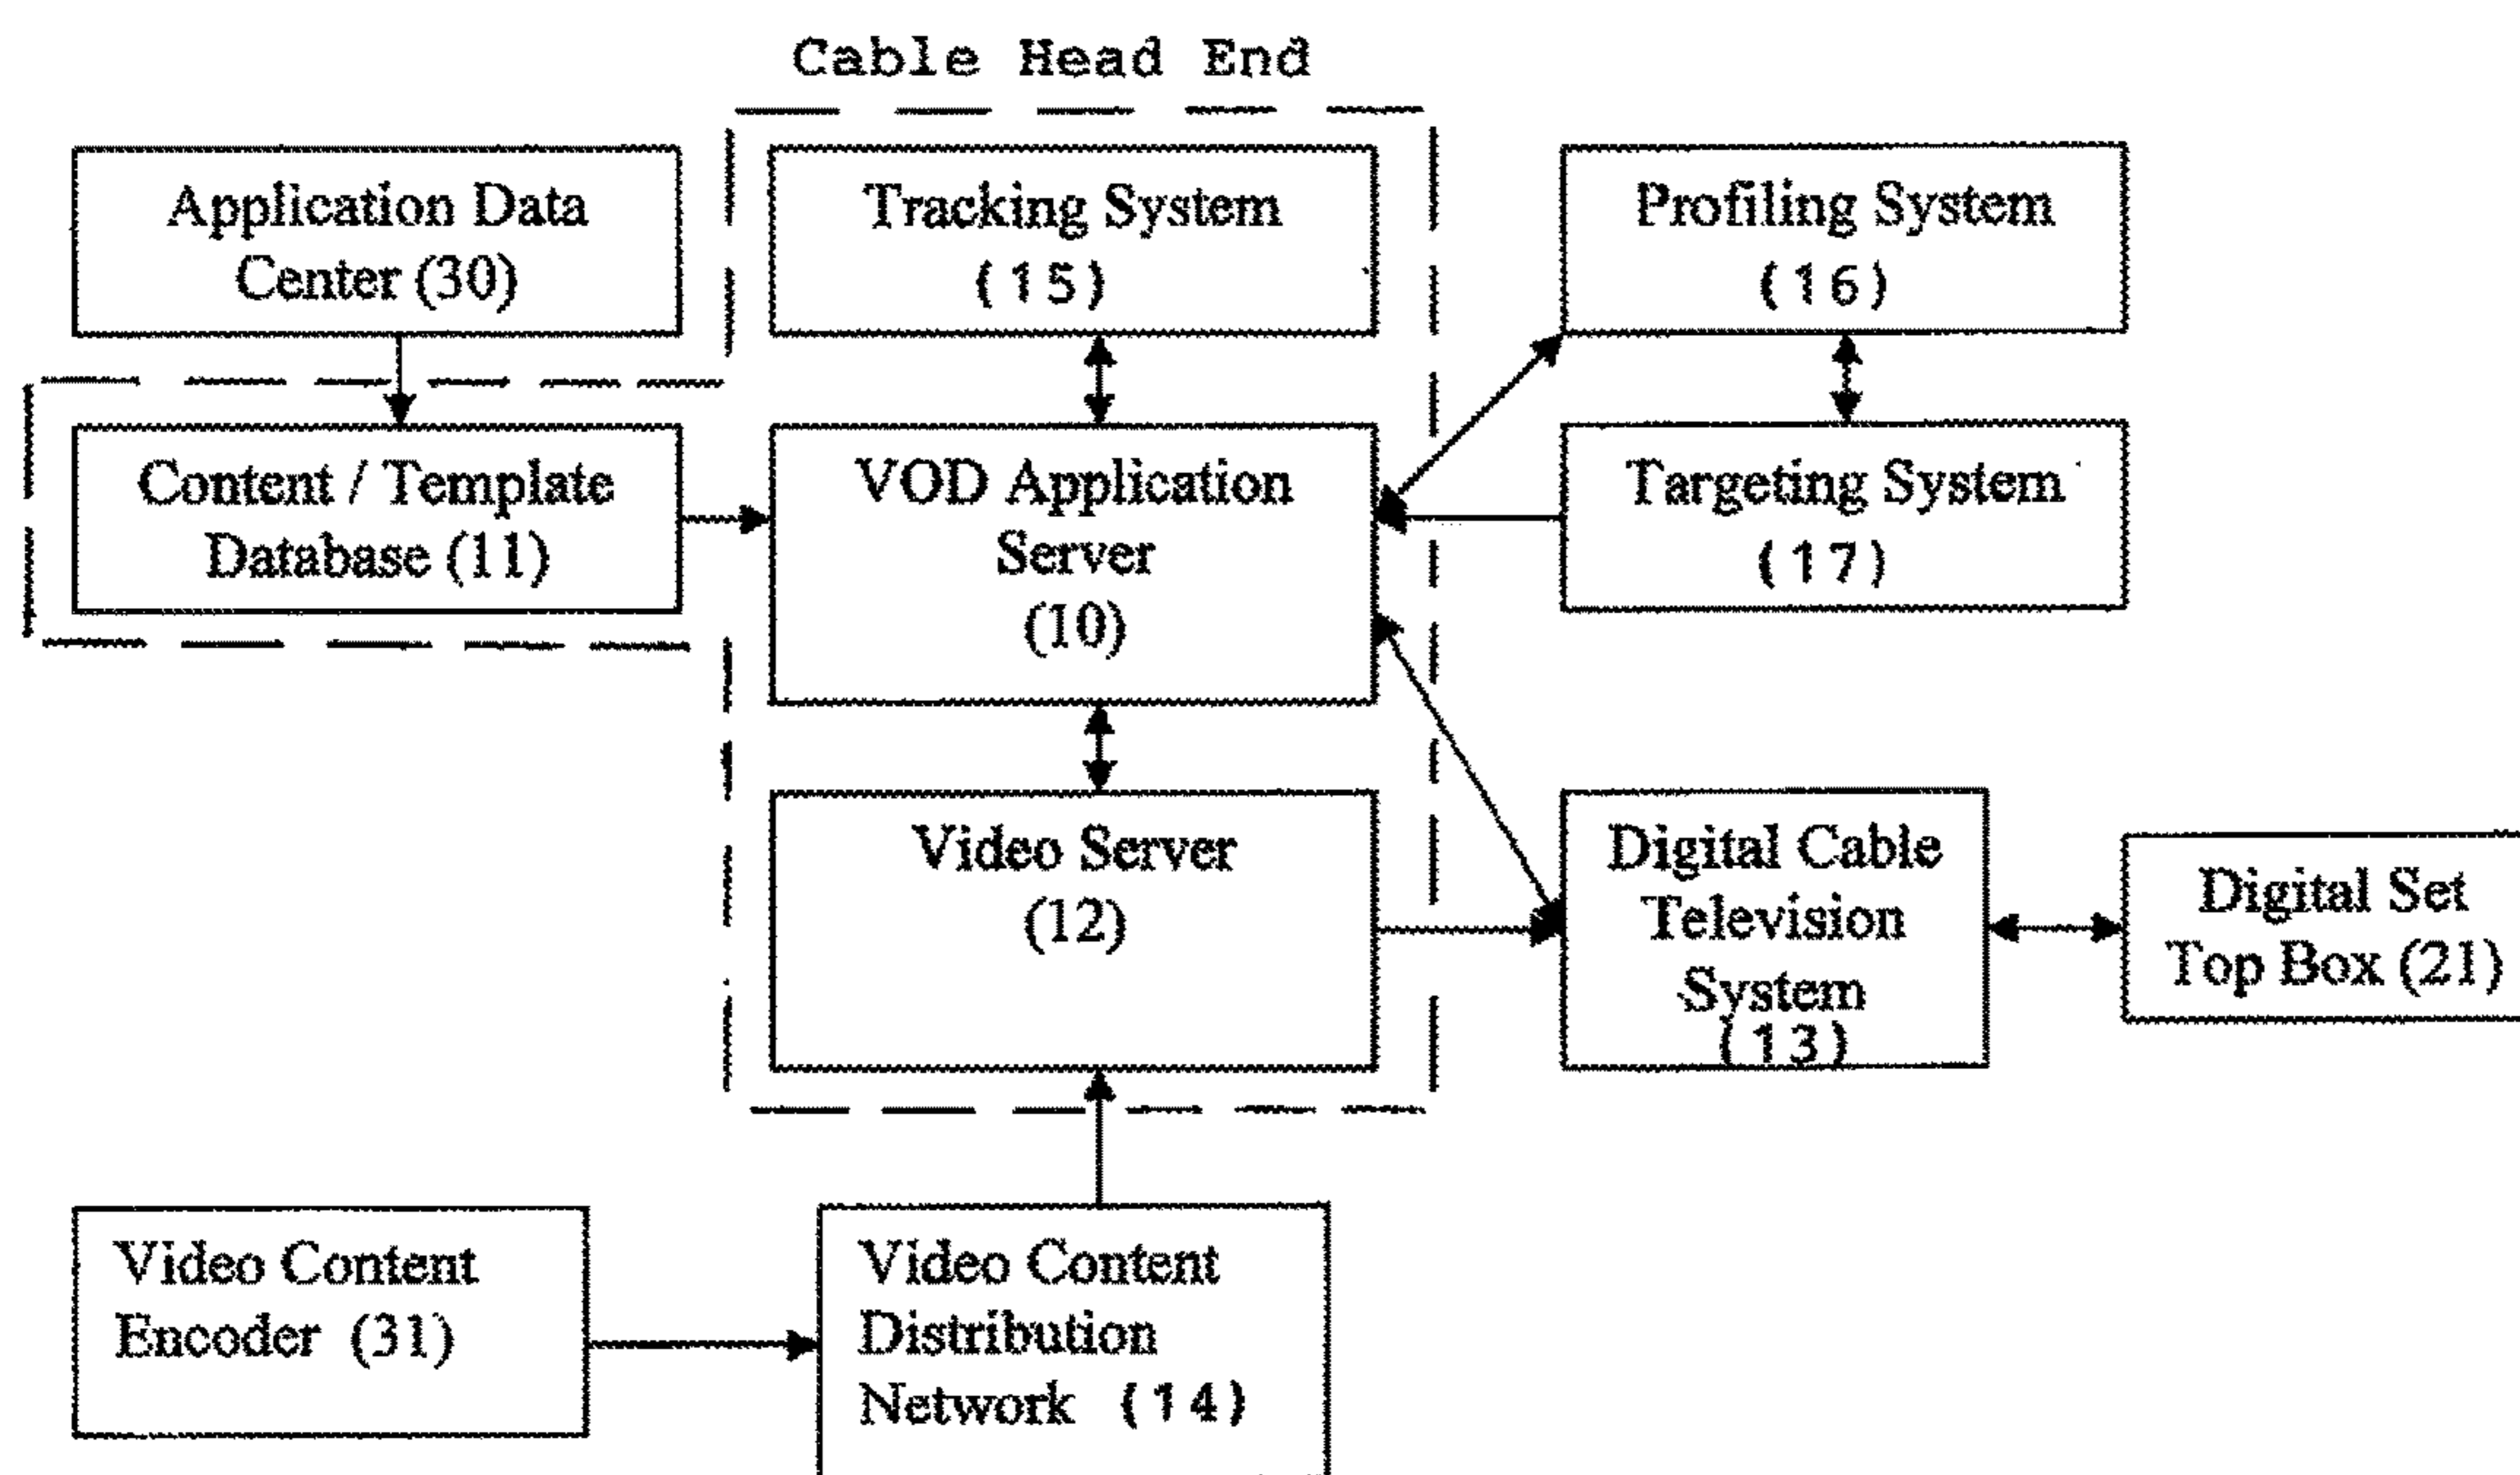 Cable Head End
Application Data
Center (30)
Tracking System
(15)
Profiling System
(16)
Content / Template
Database (11)
VOD Application
Server
(10)
Targeting System
(17)
Video Server
(12)
Digital Cable
Television
System
(13)
Digital Set
Top Box (21)
Video Content
Encoder (31)
Video Content
Distribution
Network (14)